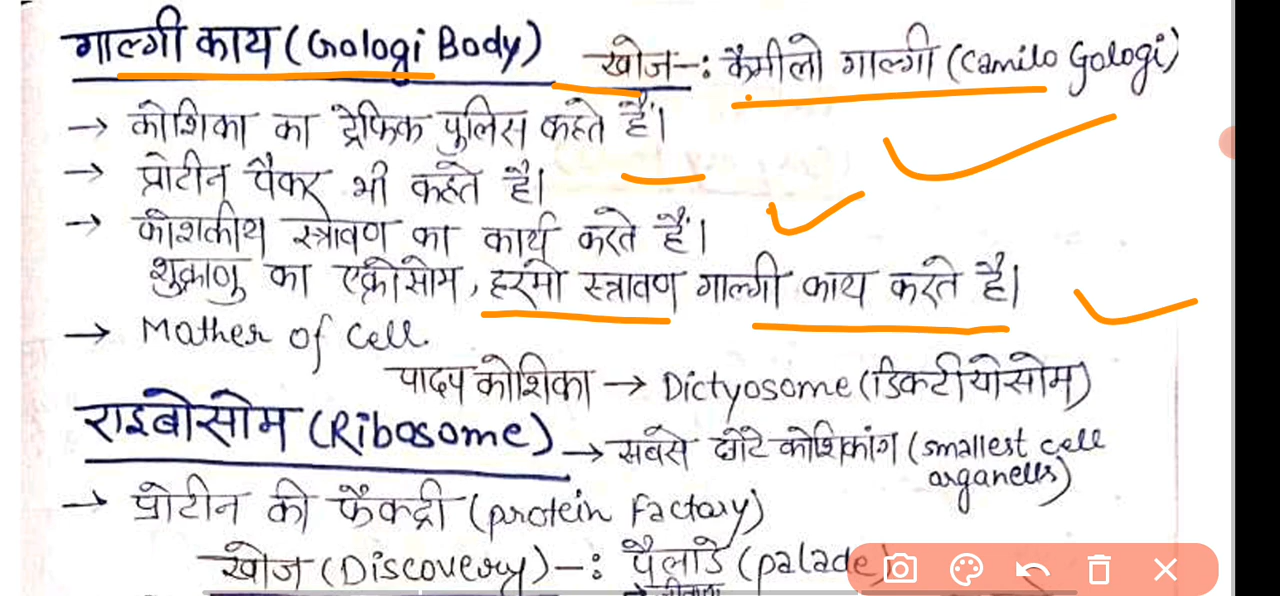 गाल्गी काय (Gologi Body) खोज -: कैमीलो गाल्गी (Camilo Gologi)
→ कोशिका का ट्रेफिक पुलिस कहते हैं।
→ प्रोटीन पैकर भी कहते है।
→ कोशकीय स्त्रावण का कार्य करते हैं।
शुक्राणु का एक्रोसोम, हरमो स्त्रावण गाल्गी काय करते है।
→ Mother of Cell.
पादप कोशिका → Dictyosome (डिक्टीयोसोम)
राइबोसोम (Ribosome) → सबसे छोटे कोशिकांग (smallest cell
organells)
→ प्रोटीन की फैक्ट्री (protein factory)
खोज (Discovery) -: पैलाडे (palade)